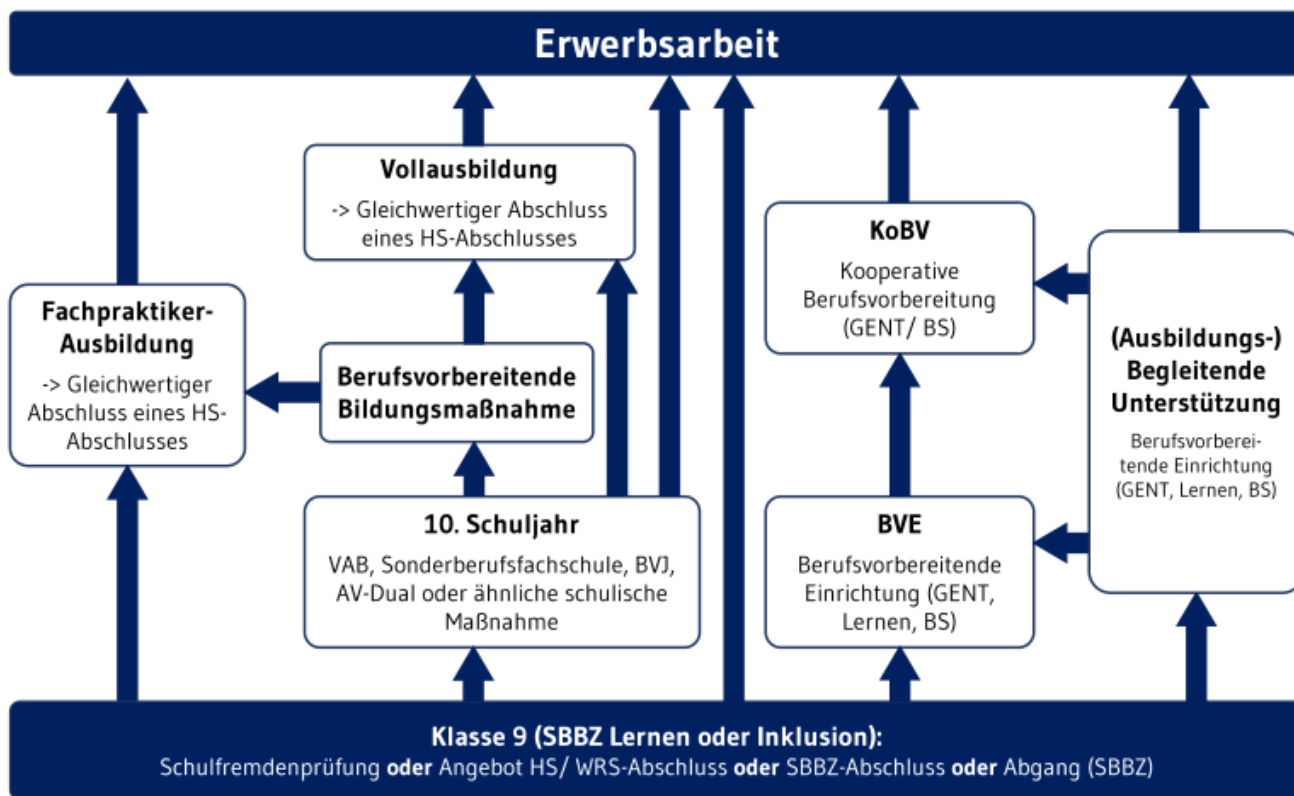 Erwerbsarbeit
Vollausbildung
-> Gleichwertiger Abschluss
eines HS-Abschlusses
Fachpraktiker-
Ausbildung
-> Gleichwertiger
Abschluss eines HS-
Abschlusses
Berufsvorbereitende
Bildungsmaßnahme
10. Schuljahr
VAB, Sonderberufsfachschule, BVJ,
AV-Dual oder ähnliche schulische
Maßnahme
KoBV
Kooperative
Berufsvorbereitung
(GENT/ BS)
BVE
Berufsvorbereitende
Einrichtung (GENT,
Lernen, BS)
(Ausbildungs-)
Begleitende
Unterstützung
Berufsvorberei-
tende Einrichtung
(GENT, Lernen, BS)
Klasse 9 (SBBZ Lernen oder Inklusion):
Schulfremdenprüfung oder Angebot HS/ WRS-Abschluss oder SBBZ-Abschluss oder Abgang (SBBZ)